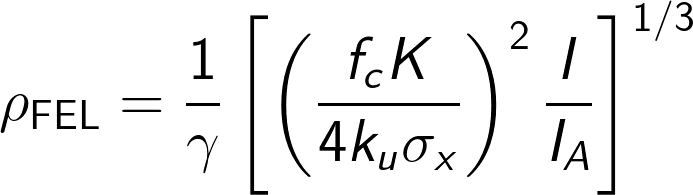 ρ_FEL = 1/γ [ ( f_c K / 4 k_u σ_x )^2 I / I_A ]^{1/3}